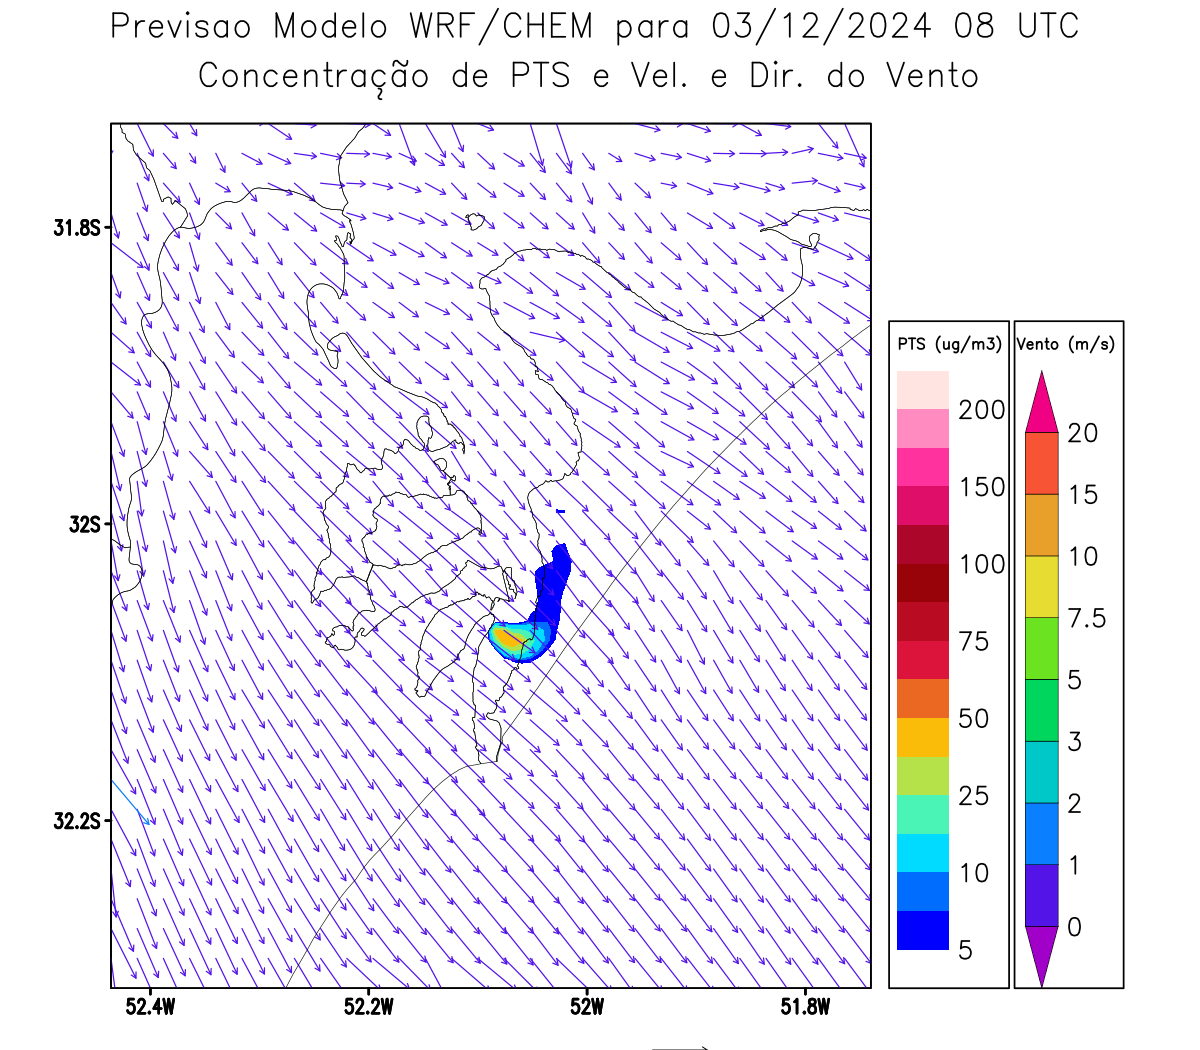 Previsao Modelo WRF/CHEM para 03/12/2024 08 UTC
Concentração de PTS e Vel. e Dir. do Vento
31.8S
32S
32.2S
52.4W
52.2W
52W
51.8W
PTS (ug/m3)
200
150
100
75
50
25
10
5
Vento (m/s)
20
15
10
7.5
5
3
2
1
0